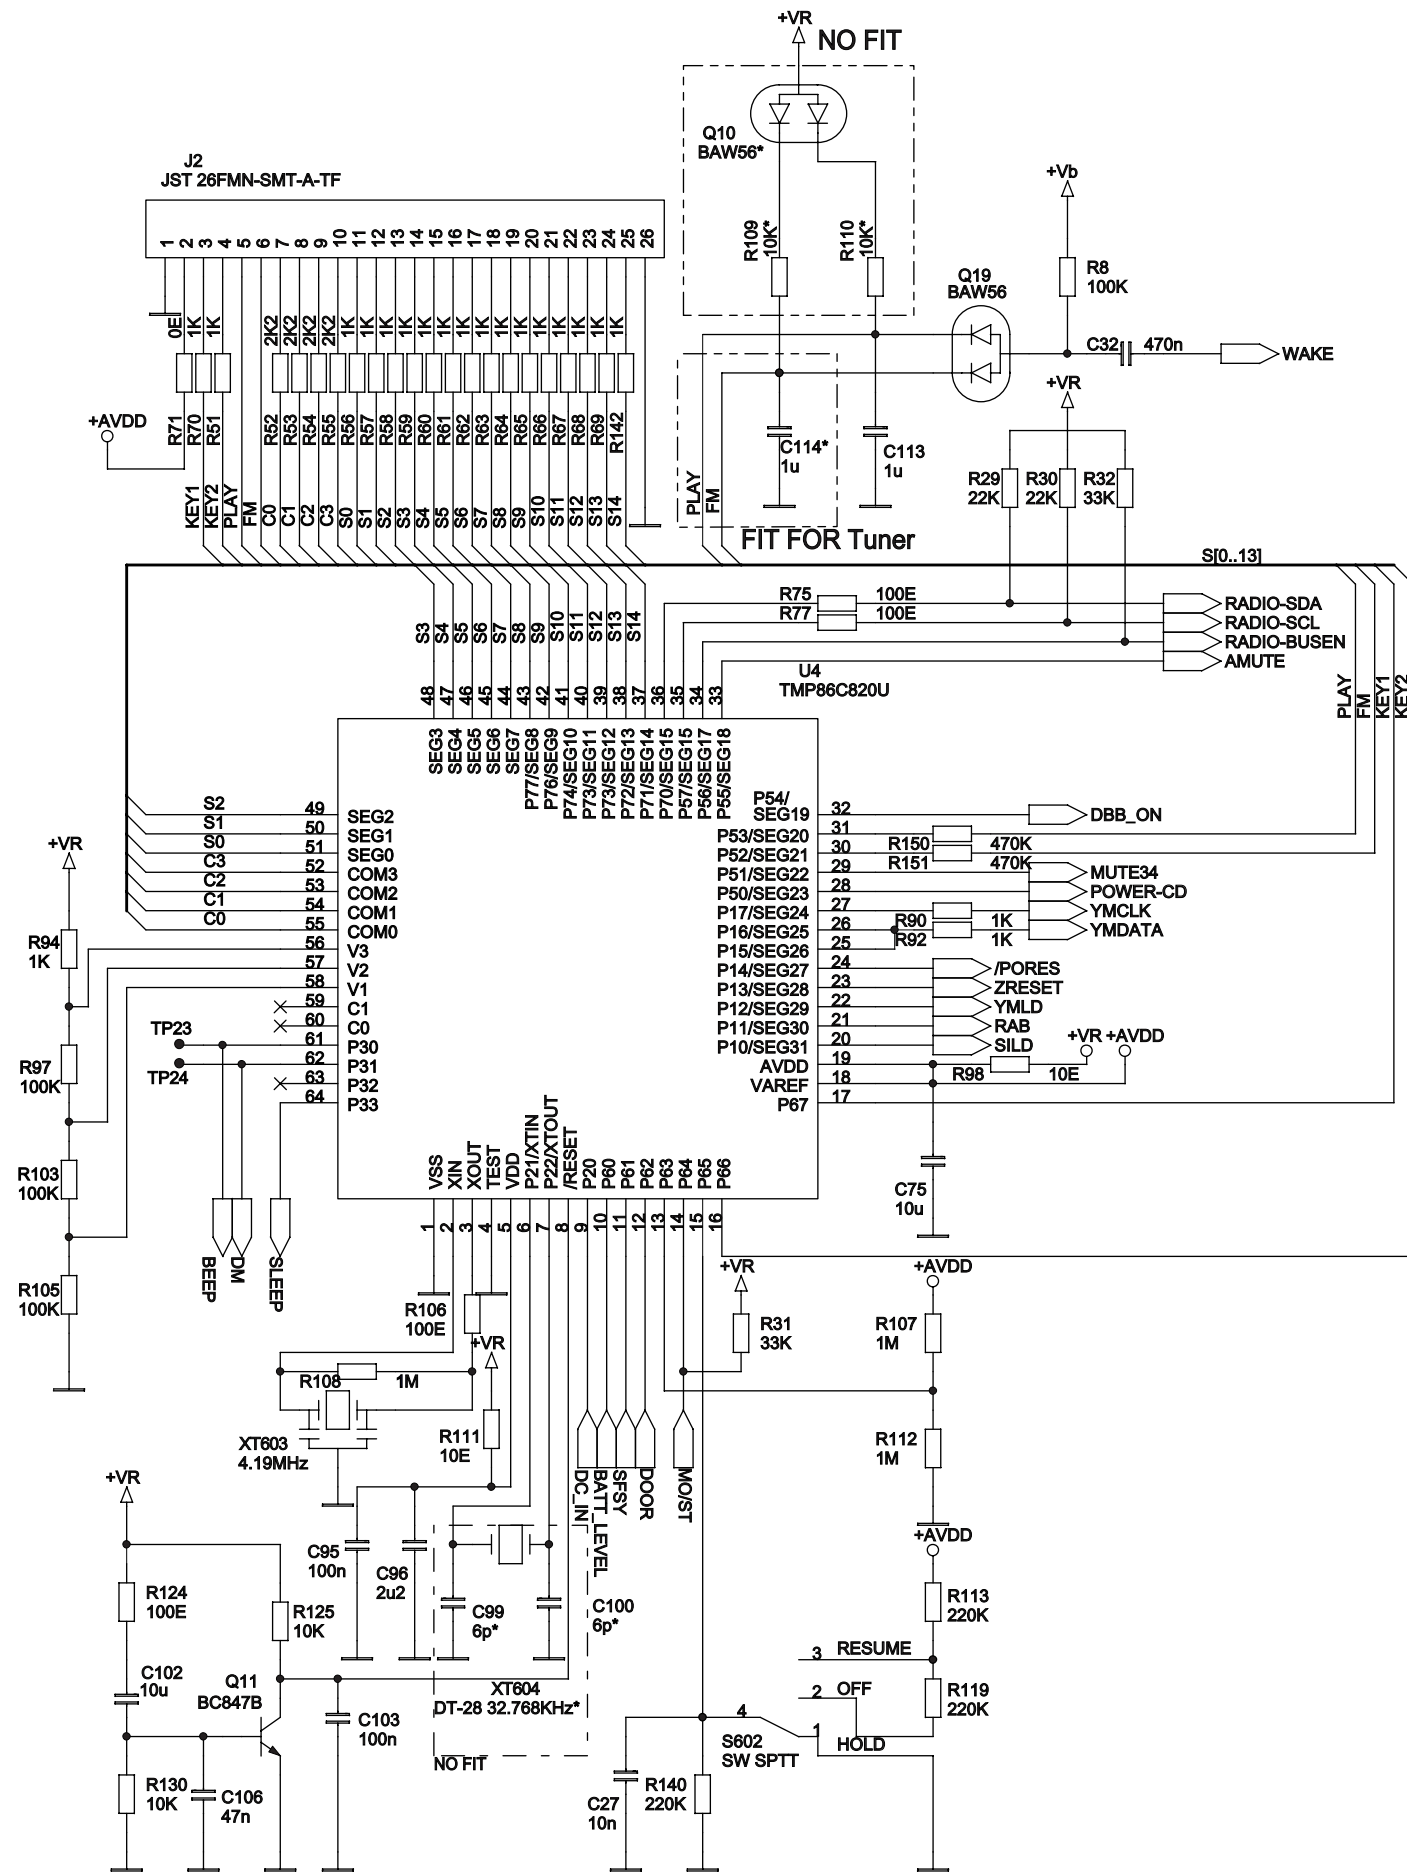 +VR
NO FIT
Q10
BAW56*
J2
JST 26FMN-SMT-A-TF
+Vb
1 2 3 4 5 6 7 8 9 10 11 12 13 14 15 16 17 18 19 20 21 22 23 24 25 26
R109
10K*
R110
10K*
R8
100K
Q19
BAW56
C32
470n
WAKE
0E 1K 1K 2K2 2K2 2K2 2K2 1K 1K 1K 1K 1K 1K 1K 1K 1K 1K 1K 1K 1K 1K 1K
+AVDD
R71 R70 R51 R52 R53 R54 R55 R56 R57 R58 R59 R60 R61 R62 R63 R64 R65 R66 R67 R68 R69 R142
+VR
C114*
1u
C113
1u
R29
22K
R30
22K
R32
33K
KEY1 KEY2 PLAY FM C0 C1 C2 C3 S0 S1 S2 S3 S4 S5 S6 S7 S8 S9 S10 S11 S12 S13 S14
PLAY
FM
FIT FOR Tuner
S[0..13]
R75
100E
RADIO-SDA
R77
100E
RADIO-SCL
RADIO-BUSEN
AMUTE
S3 S4 S5 S6 S7 S8 S9 S10 S11 S12 S13 S14
U4
TMP86C820U
PLAY
FM
KEY1
KEY2
48 47 46 45 44 43 42 41 40 39 38 37 36 35 34 33
SEG3
SEG4
SEG5
SEG6
SEG7
P77/SEG8
P76/SEG9
P74/SEG10
P73/SEG11
P73/SEG12
P72/SEG13
P71/SEG14
P70/SEG15
P57/SEG15
P56/SEG17
P55/SEG18
S2 49 SEG2
S1 50 SEG1
S0 51 SEG0
C3 52 COM3
C2 53 COM2
C1 54 COM1
C0 55 COM0
56 V3
57 V2
58 V1
59 C1
60 C0
61 P30
62 P31
63 P32
64 P33
P54/
SEG19 32 DBB_ON
P53/SEG20 31
R150 470K
P52/SEG21 30
R151 470K
P51/SEG22 29 MUTE34
P50/SEG23 28 POWER-CD
P17/SEG24 27 YMCLK
R90 1K
P16/SEG25 26 YMDATA
R92 1K
P15/SEG26 25
P14/SEG27 24 /PORES
P13/SEG28 23 ZRESET
P12/SEG29 22 YMLD
P11/SEG30 21 RAB
P10/SEG31 20 SILD
AVDD 19
VAREF 18
P67 17
R98 10E
+VR +AVDD
+VR
R94
1K
TP23
TP24
R97
100K
R103
100K
R105
100K
BEEP
DM
SLEEP
VSS
XIN
XOUT
TEST
VDD
P21/XTIN
P22/XTOUT
/RESET
P20
P60
P61
P62
P63
P64
P65
P66
1 2 3 4 5 6 7 8 9 10 11 12 13 14 15 16
C75
10u
R106
100E
+VR
R108
1M
XT603
4.19MHz
R111
10E
+VR
R31
33K
+AVDD
R107
1M
R112
1M
DC_IN
BATT_LEVEL
SFSY
DOOR
MO/ST
+VR
R124
100E
R125
10K
C95
100n
C96
2u2
C99
6p*
C100
6p*
XT604
DT-28 32.768KHz*
NO FIT
C102
10u
Q11
BC847B
C103
100n
R130
10K
C106
47n
+AVDD
R113
220K
3 RESUME
2 OFF
R119
220K
4
1
HOLD
S602
SW SPTT
C27
10n
R140
220K